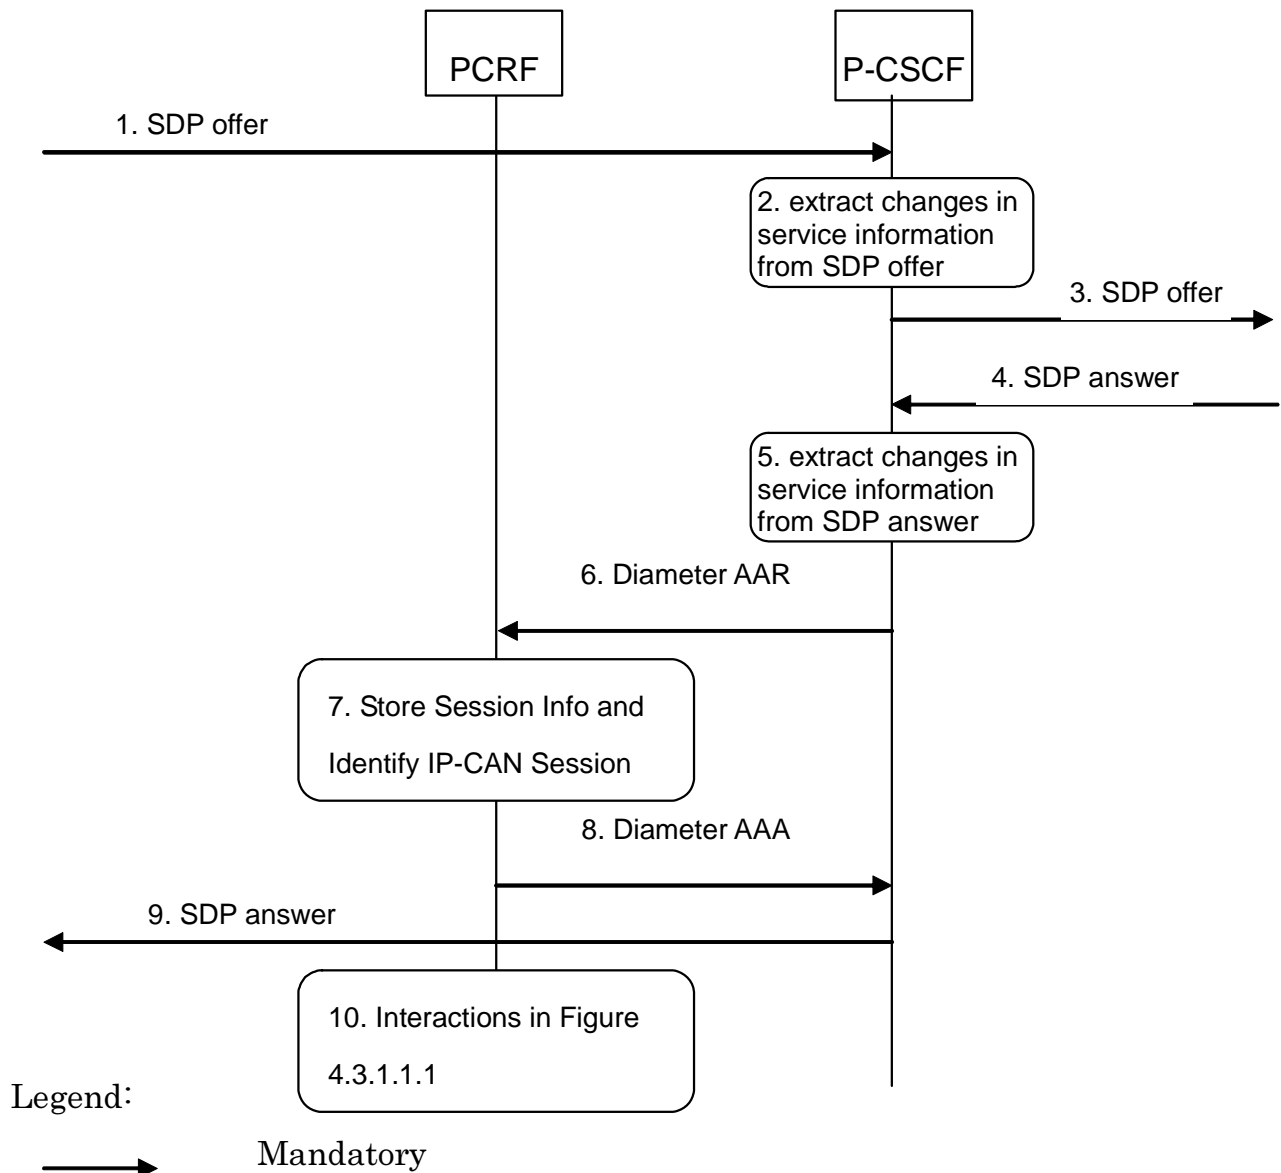 PCRF
P-CSCF
1. SDP offer
2. extract changes in
service information
from SDP offer
3. SDP offer
4. SDP answer
5. extract changes in
service information
from SDP answer
6. Diameter AAR
7. Store Session Info and
Identify IP-CAN Session
8. Diameter AAA
9. SDP answer
10. Interactions in Figure
4.3.1.1.1
Legend:
Mandatory